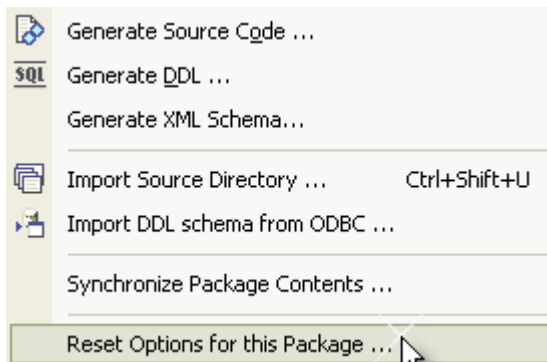 Generate Source Code ...
SQL Generate DDL ...
Generate XML Schema...
Import Source Directory ... Ctrl+Shift+U
Import DDL schema from ODBC ...
Synchronize Package Contents ...
Reset Options for this Package ...